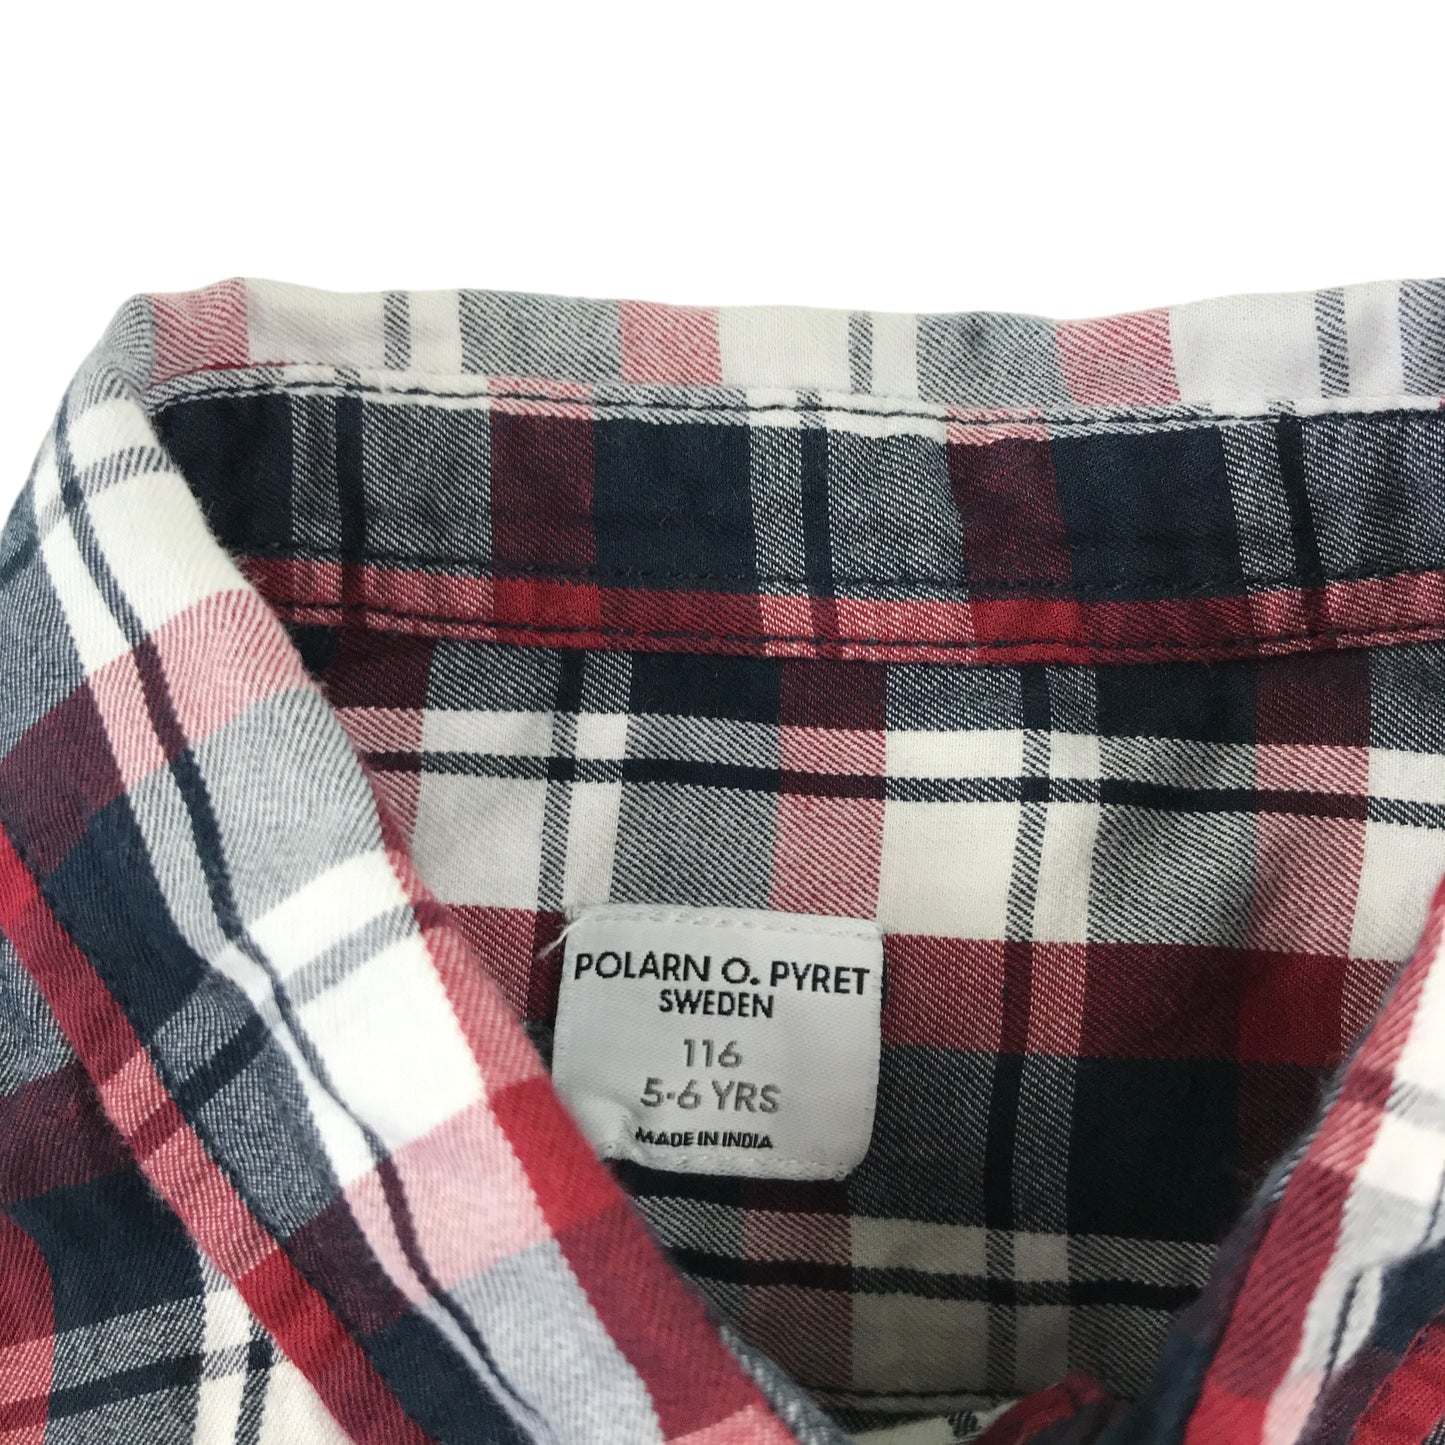 POLARN O. PYRET
SWEDEN
116
5-6 YRS
MADE IN INDIA